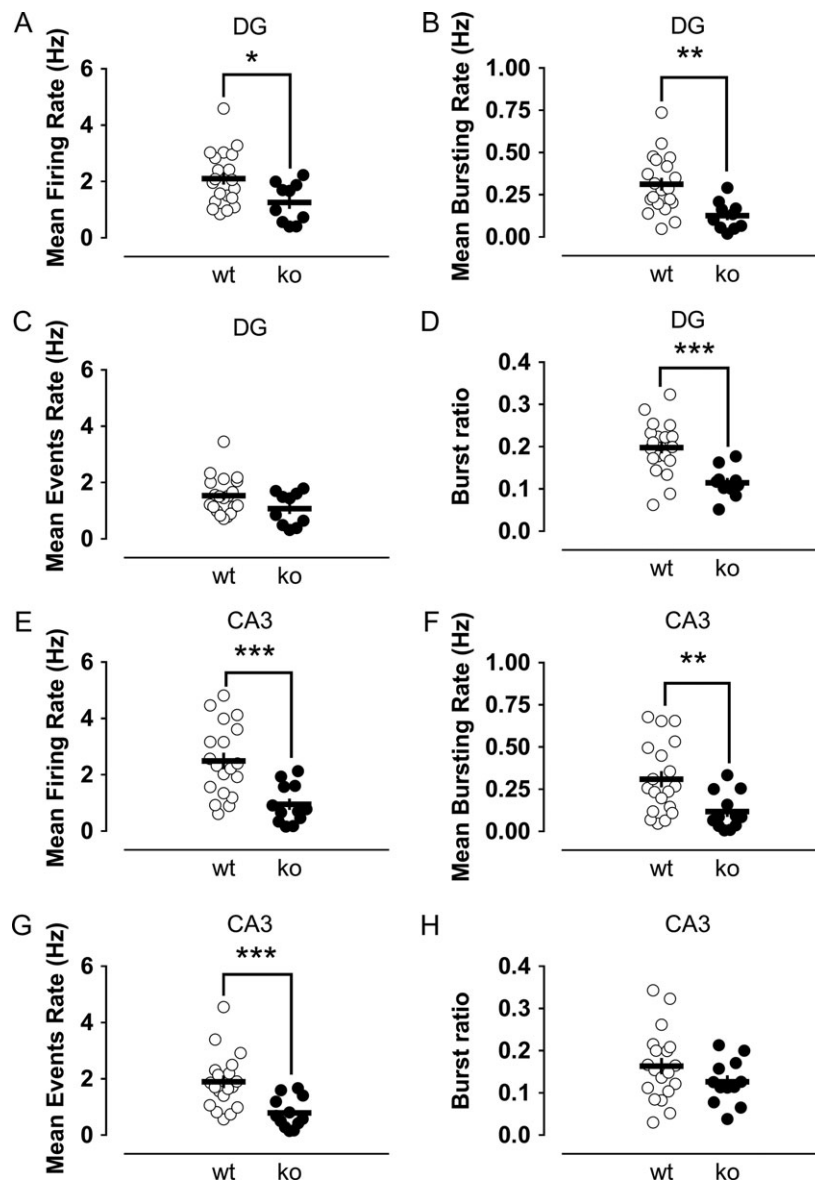 A
DG
Mean Firing Rate (Hz)
6
4
2
0
*
wt
ko
B
DG
Mean Bursting Rate (Hz)
1.00
0.75
0.50
0.25
0.00
**
wt
ko
C
DG
Mean Events Rate (Hz)
6
4
2
0
wt
ko
D
DG
Burst ratio
0.4
0.3
0.2
0.1
0.0
***
wt
ko
E
CA3
Mean Firing Rate (Hz)
6
4
2
0
***
wt
ko
F
CA3
Mean Bursting Rate (Hz)
1.00
0.75
0.50
0.25
0.00
**
wt
ko
G
CA3
Mean Events Rate (Hz)
6
4
2
0
***
wt
ko
H
CA3
Burst ratio
0.4
0.3
0.2
0.1
0.0
wt
ko